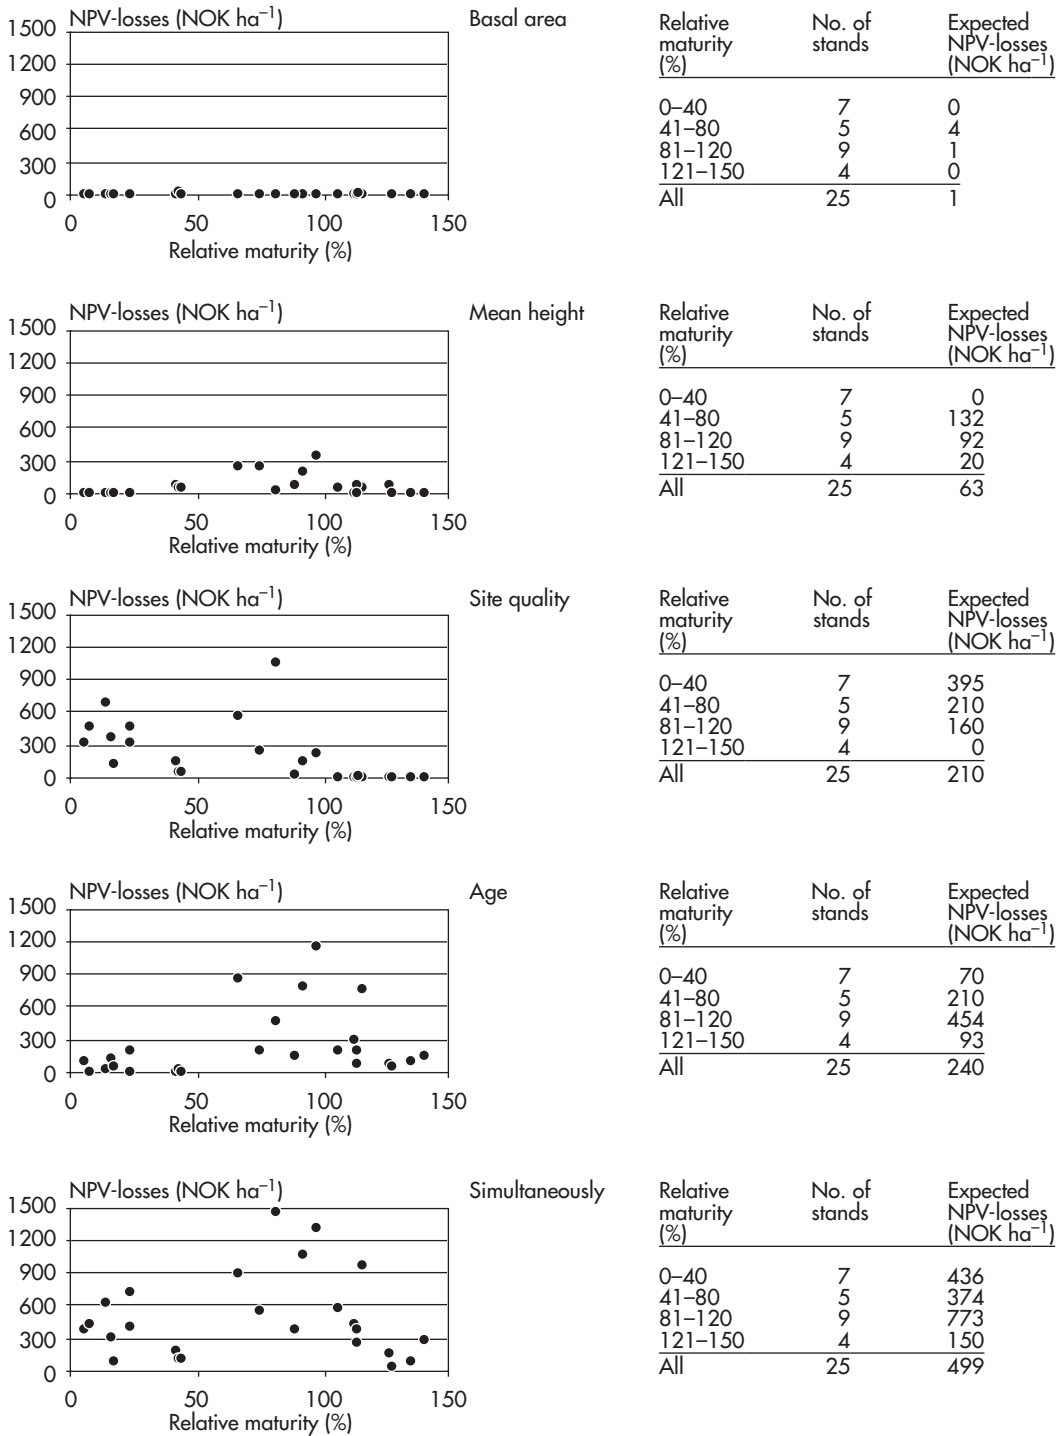 NPV-losses (NOK ha⁻¹)
Basal area
1500
1200
900
600
300
0
0 50 100 150
Relative maturity (%)
Relative No. of Expected
maturity stands NPV-losses
(%) (NOK ha⁻¹)
0–40 7 0
41–80 5 4
81–120 9 1
121–150 4 0
All 25 1
NPV-losses (NOK ha⁻¹)
Mean height
1500
1200
900
600
300
0
0 50 100 150
Relative maturity (%)
Relative No. of Expected
maturity stands NPV-losses
(%) (NOK ha⁻¹)
0–40 7 0
41–80 5 132
81–120 9 92
121–150 4 20
All 25 63
NPV-losses (NOK ha⁻¹)
Site quality
1500
1200
900
600
300
0
0 50 100 150
Relative maturity (%)
Relative No. of Expected
maturity stands NPV-losses
(%) (NOK ha⁻¹)
0–40 7 395
41–80 5 210
81–120 9 160
121–150 4 0
All 25 210
NPV-losses (NOK ha⁻¹)
Age
1500
1200
900
600
300
0
0 50 100 150
Relative maturity (%)
Relative No. of Expected
maturity stands NPV-losses
(%) (NOK ha⁻¹)
0–40 7 70
41–80 5 210
81–120 9 454
121–150 4 93
All 25 240
NPV-losses (NOK ha⁻¹)
Simultaneously
1500
1200
900
600
300
0
0 50 100 150
Relative maturity (%)
Relative No. of Expected
maturity stands NPV-losses
(%) (NOK ha⁻¹)
0–40 7 436
41–80 5 374
81–120 9 773
121–150 4 150
All 25 499